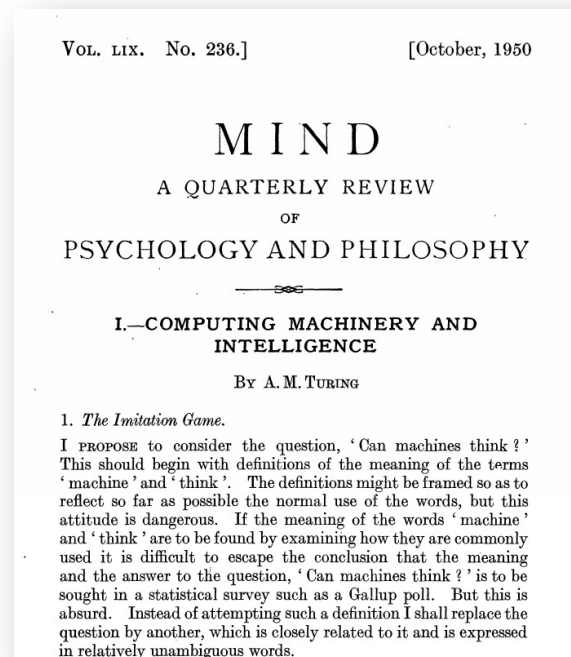 VOL. LIX. No. 236.]
[October, 1950
MIND
A QUARTERLY REVIEW
OF
PSYCHOLOGY AND PHILOSOPHY
I.—COMPUTING MACHINERY AND
INTELLIGENCE
BY A. M. TURING
1. The Imitation Game.
I PROPOSE to consider the question, ‘ Can machines think ? ’
This should begin with definitions of the meaning of the terms
‘ machine ’ and ‘ think ’. The definitions might be framed so as to
reflect so far as possible the normal use of the words, but this
attitude is dangerous. If the meaning of the words ‘ machine ’
and ‘ think ’ are to be found by examining how they are commonly
used it is difficult to escape the conclusion that the meaning
and the answer to the question, ‘ Can machines think ? ’ is to be
sought in a statistical survey such as a Gallup poll. But this is
absurd. Instead of attempting such a definition I shall replace the
question by another, which is closely related to it and is expressed
in relatively unambiguous words.